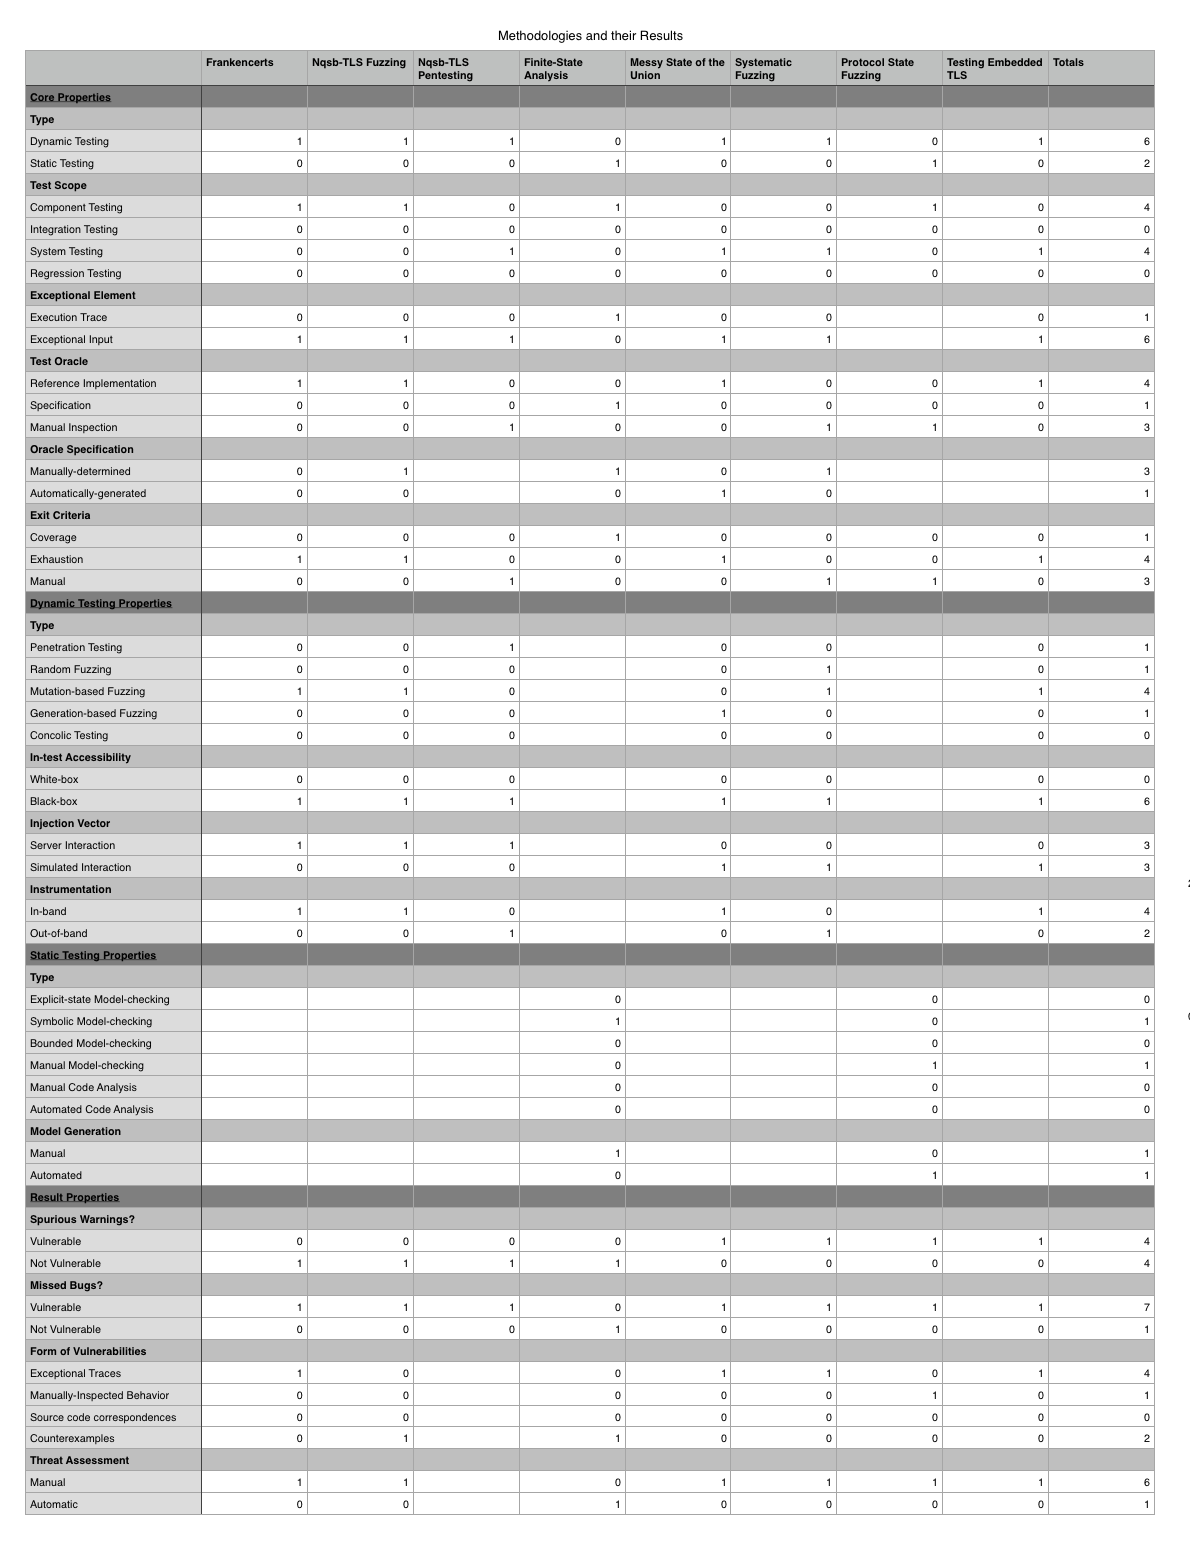 Methodologies and their Results
Frankencerts Nqsb-TLS Fuzzing Nqsb-TLS Pentesting Finite-State Analysis Messy State of the Union Systematic Fuzzing Protocol State Fuzzing Testing Embedded TLS Totals
Core Properties
Type
Dynamic Testing 1 1 1 0 1 1 0 1 6
Static Testing 0 0 0 1 0 0 1 0 2
Test Scope
Component Testing 1 1 0 1 0 0 1 0 4
Integration Testing 0 0 0 0 0 0 0 0 0
System Testing 0 0 1 0 1 1 0 1 4
Regression Testing 0 0 0 0 0 0 0 0 0
Exceptional Element
Execution Trace 0 0 0 1 0 0 0 1
Exceptional Input 1 1 1 0 1 1 1 6
Test Oracle
Reference Implementation 1 1 0 0 1 0 0 1 4
Specification 0 0 0 1 0 0 0 0 1
Manual Inspection 0 0 1 0 0 1 1 0 3
Oracle Specification
Manually-determined 0 1 1 0 1 3
Automatically-generated 0 0 0 1 0 1
Exit Criteria
Coverage 0 0 0 1 0 0 0 0 1
Exhaustion 1 1 0 0 1 0 0 1 4
Manual 0 0 1 0 0 1 1 0 3
Dynamic Testing Properties
Type
Penetration Testing 0 0 1 0 0 0 1
Random Fuzzing 0 0 0 0 1 0 1
Mutation-based Fuzzing 1 1 0 0 1 1 4
Generation-based Fuzzing 0 0 0 1 0 0 1
Concolic Testing 0 0 0 0 0 0 0
In-test Accessibility
White-box 0 0 0 0 0 0 0
Black-box 1 1 1 1 1 1 6
Injection Vector
Server Interaction 1 1 1 0 0 0 3
Simulated Interaction 0 0 0 1 1 1 3
Instrumentation
In-band 1 1 0 1 0 1 4
Out-of-band 0 0 1 0 1 0 2
Static Testing Properties
Type
Explicit-state Model-checking 0 0 0
Symbolic Model-checking 1 0 1
Bounded Model-checking 0 0 0
Manual Model-checking 0 1 1
Manual Code Analysis 0 0 0
Automated Code Analysis 0 0 0
Model Generation
Manual 1 0 1
Automated 0 1 1
Result Properties
Spurious Warnings?
Vulnerable 0 0 0 0 1 1 1 1 4
Not Vulnerable 1 1 1 1 0 0 0 0 4
Missed Bugs?
Vulnerable 1 1 1 0 1 1 1 1 7
Not Vulnerable 0 0 0 1 0 0 0 0 1
Form of Vulnerabilities
Exceptional Traces 1 0 0 1 1 0 1 4
Manually-Inspected Behavior 0 0 0 0 0 1 0 1
Source code correspondences 0 0 0 0 0 0 0 0
Counterexamples 0 1 1 0 0 0 0 2
Threat Assessment
Manual 1 1 0 1 1 1 1 6
Automatic 0 0 1 0 0 0 0 1